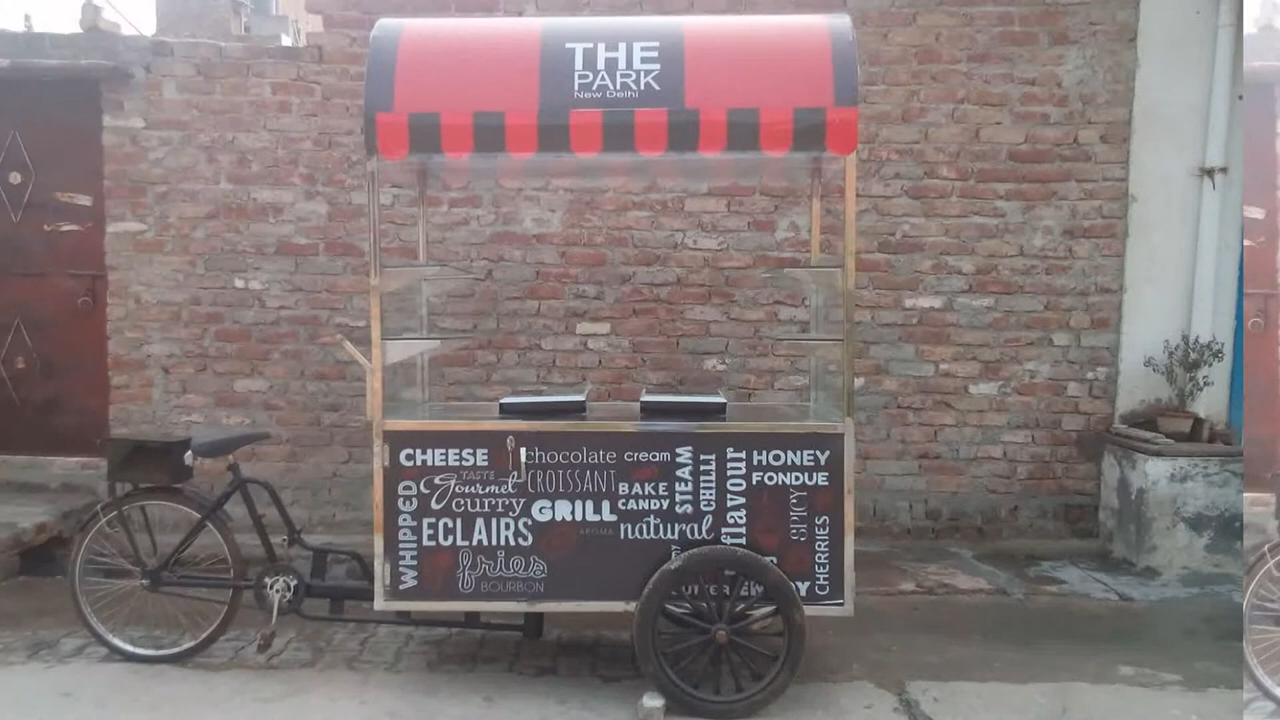 THE
PARK
New Delhi
CHEESE
chocolate cream
TASTE
Gourmet
CROISSANT
curry
WHIPPED
ECLAIRS
GRILL
AROMA
BAKE
CANDY
natural
STEAM
CHILLI
flavour
HONEY
FONDUE
SPICY
CHERRIES
fries
BOURBON